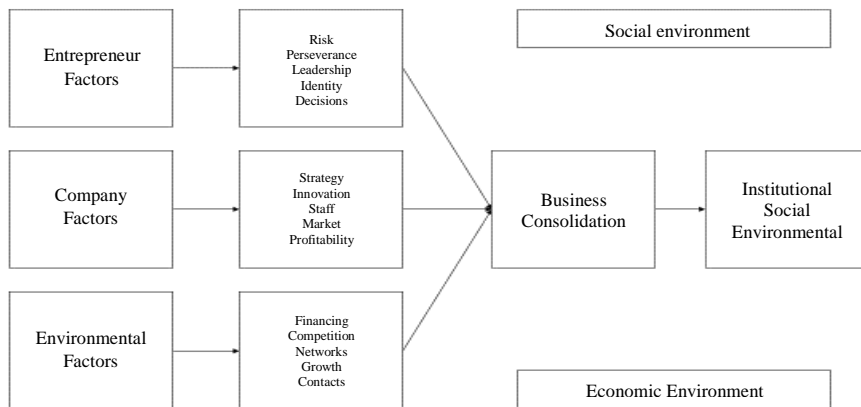 Entrepreneur
Factors
Risk
Perseverance
Leadership
Identity
Decisions
Social environment
Company
Factors
Strategy
Innovation
Staff
Market
Profitability
Business
Consolidation
Institutional
Social
Environmental
Environmental
Factors
Financing
Competition
Networks
Growth
Contacts
Economic Environment